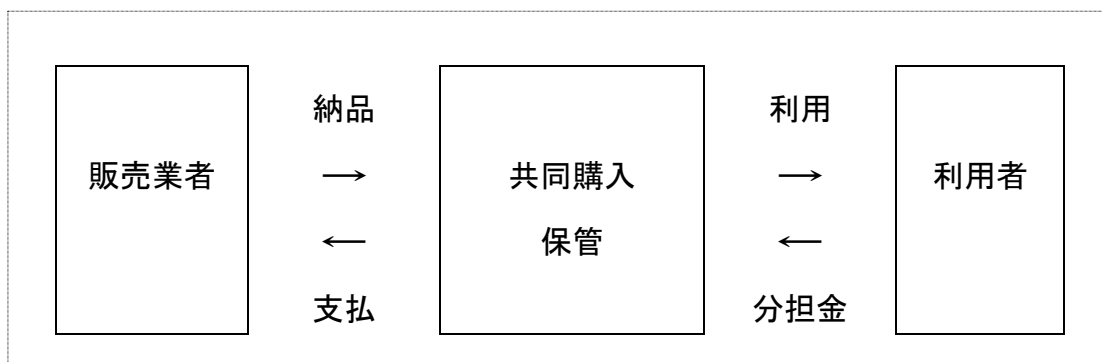 納品 利用
販売業者 → 共同購入 → 利用者
← 保管 ←
支払 分担金